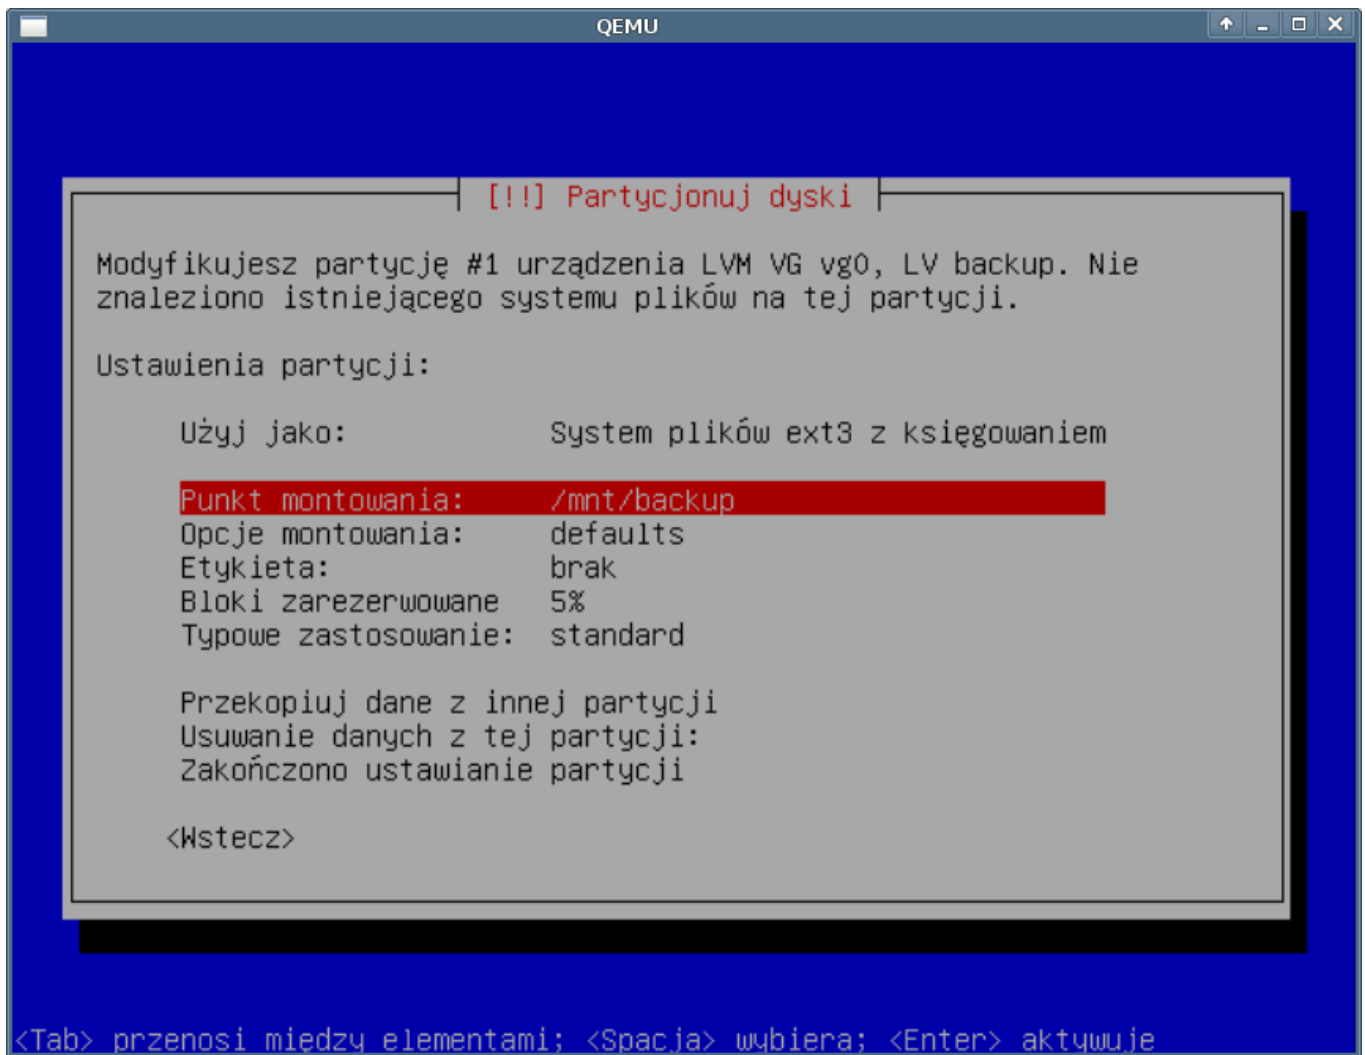 QEMU
[!!] Partycjonuj dyski
Modyfikujesz partycję #1 urządzenia LVM VG vg0, LV backup. Nie
znaleziono istniejącego systemu plików na tej partycji.
Ustawienia partycji:
Użyj jako: System plików ext3 z księgowaniem
Punkt montowania: /mnt/backup
Opcje montowania: defaults
Etykieta: brak
Bloki zarezerwowane 5%
Typowe zastosowanie: standard
Przekopiuj dane z innej partycji
Usuwanie danych z tej partycji:
Zakończono ustawianie partycji
<Wstecz>
<Tab> przenosi między elementami; <Spacja> wybiera; <Enter> aktywuje